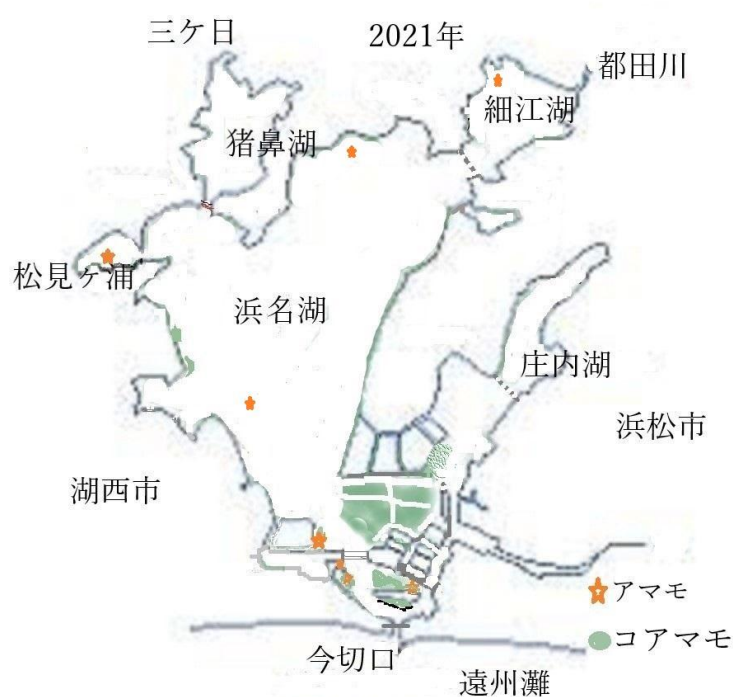 三ケ日
2021年
都田川
細江湖
猪鼻湖
松見ヶ浦
浜名湖
庄内湖
浜松市
湖西市
アマモ
コアマモ
今切口
遠州灘